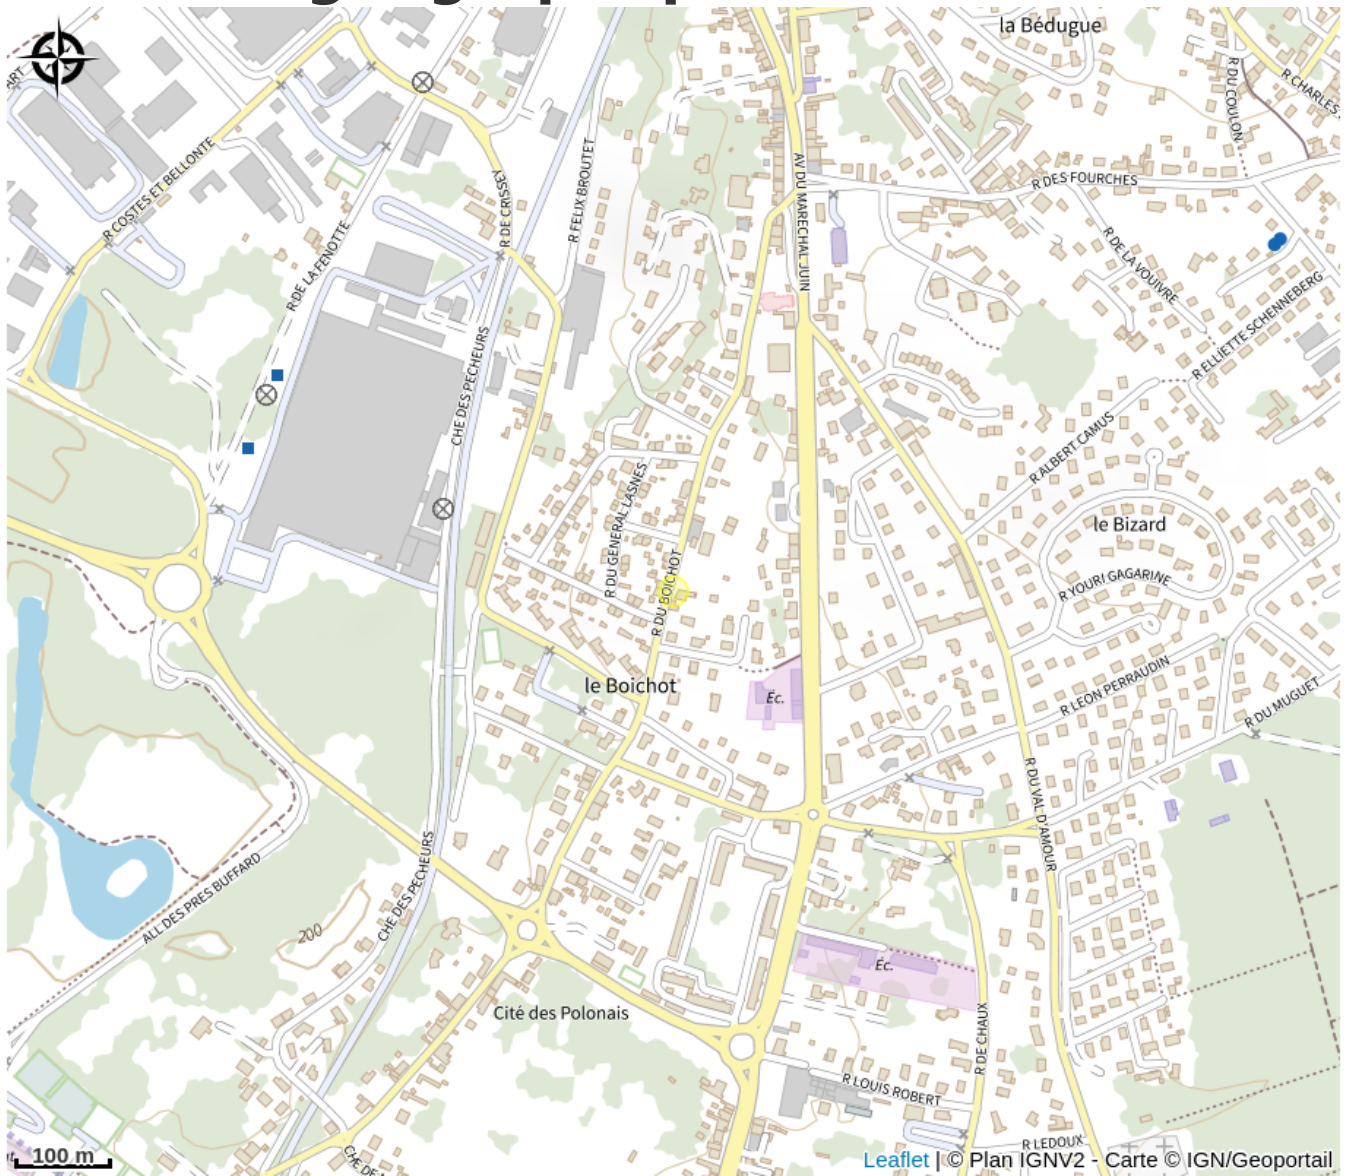 la Bédugue
ART
R CHARLES
R DU COULON
R COSTES ET BELLONTE
R DE CRISSEY
R FELIX BROUTET
AV DU MARECHAL JUIN
R DES FOURCHES
R DE LA FENOTTE
R DE LA VOUIVRE
R ELLIETTE SCHENNEBERG
CHE DES PECHEURS
R ALBERT CAMUS
R DU GENERAL LASNES
le Bizard
R DU BOICHOT
R YOURI GAGARINE
le Boichot
Éc.
R LEON PERRAUDIN
R DU MUGUET
R DU VAL D'AMOUR
ALL DES PRES BUFFARD
CHE DES PECHEURS
200
Éc.
Cité des Polonais
R DE CHAUX
R LOUIS ROBERT
R LEDOUX
100 m
Leaflet | © Plan IGNV2 - Carte © IGN/Geoportail